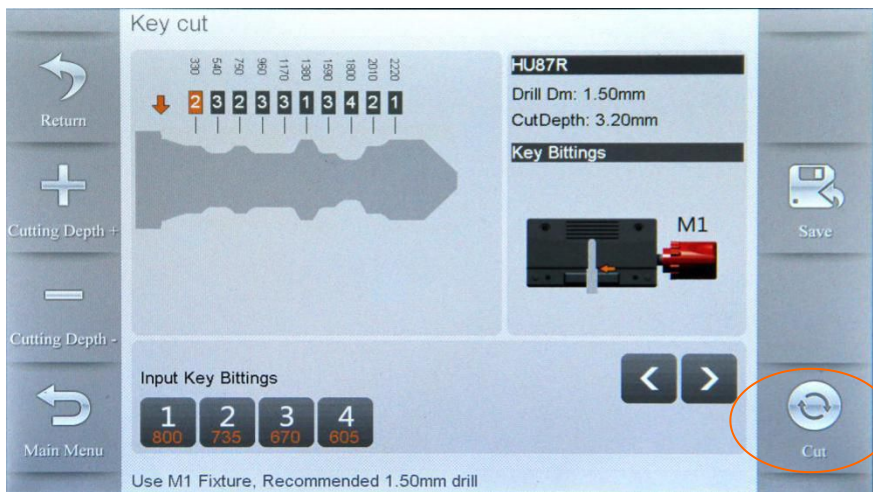 Key cut
330 540 750 960 1170 1380 1590 1800 2010 2220
2 3 2 3 3 1 3 4 2 1
HU87R
Drill Dm: 1.50mm
CutDepth: 3.20mm
Key Bittings
M1
Return
Cutting Depth +
Cutting Depth -
Main Menu
Save
Cut
Input Key Bittings
1 2 3 4
800 735 670 605
Use M1 Fixture, Recommended 1.50mm drill